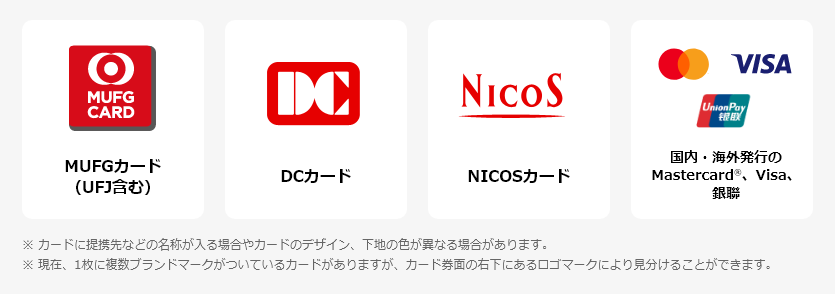 MUFG
CARD
MUFGカード
（UFJ含む）
DC
DCカード
NICOS
NICOSカード
VISA
UnionPay
银联
国内・海外発行の
Mastercard®、Visa、
銀聯
※ カードに提携先などの名称が入る場合やカードのデザイン、下地の色が異なる場合があります。
※ 現在、1枚に複数ブランドマークがついているカードがありますが、カード券面の右下にあるロゴマークにより見分けることができます。